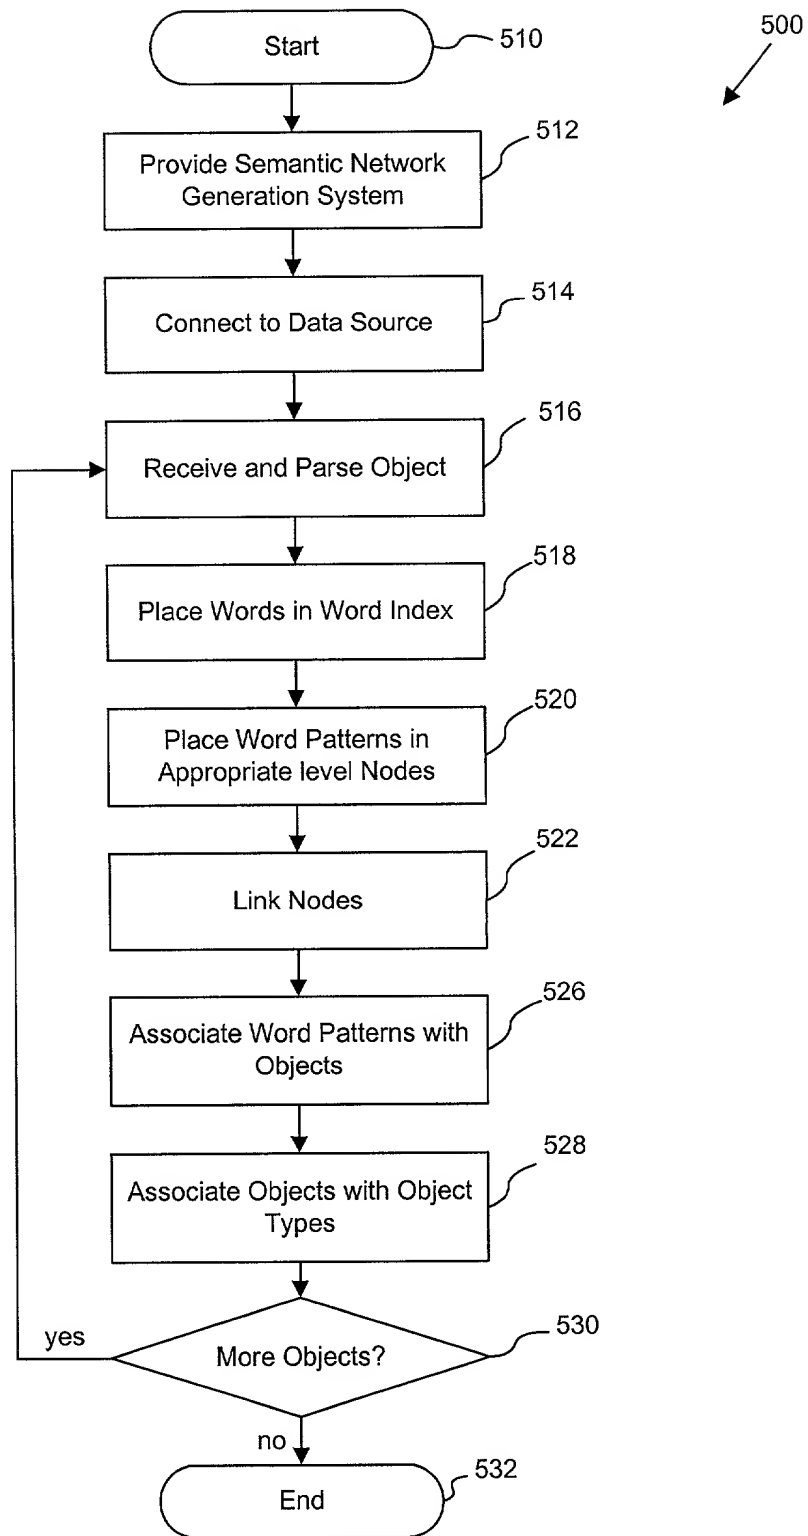 500
Start
510
Provide Semantic Network
Generation System
512
Connect to Data Source
514
Receive and Parse Object
516
Place Words in Word Index
518
Place Word Patterns in
Appropriate level Nodes
520
Link Nodes
522
Associate Word Patterns with
Objects
526
Associate Objects with Object
Types
528
More Objects?
530
yes
no
End
532